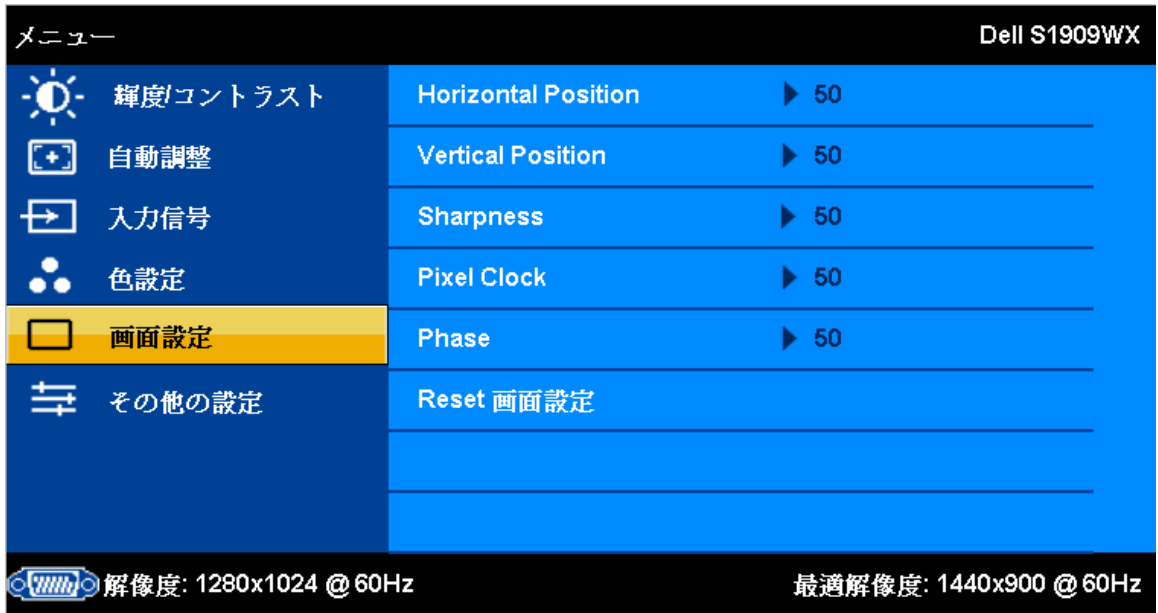 メニュー Dell S1909WX
輝度/コントラスト Horizontal Position 50
自動調整 Vertical Position 50
入力信号 Sharpness 50
色設定 Pixel Clock 50
画面設定 Phase 50
その他の設定 Reset 画面設定
解像度: 1280x1024 @ 60Hz 最適解像度: 1440x900 @ 60Hz